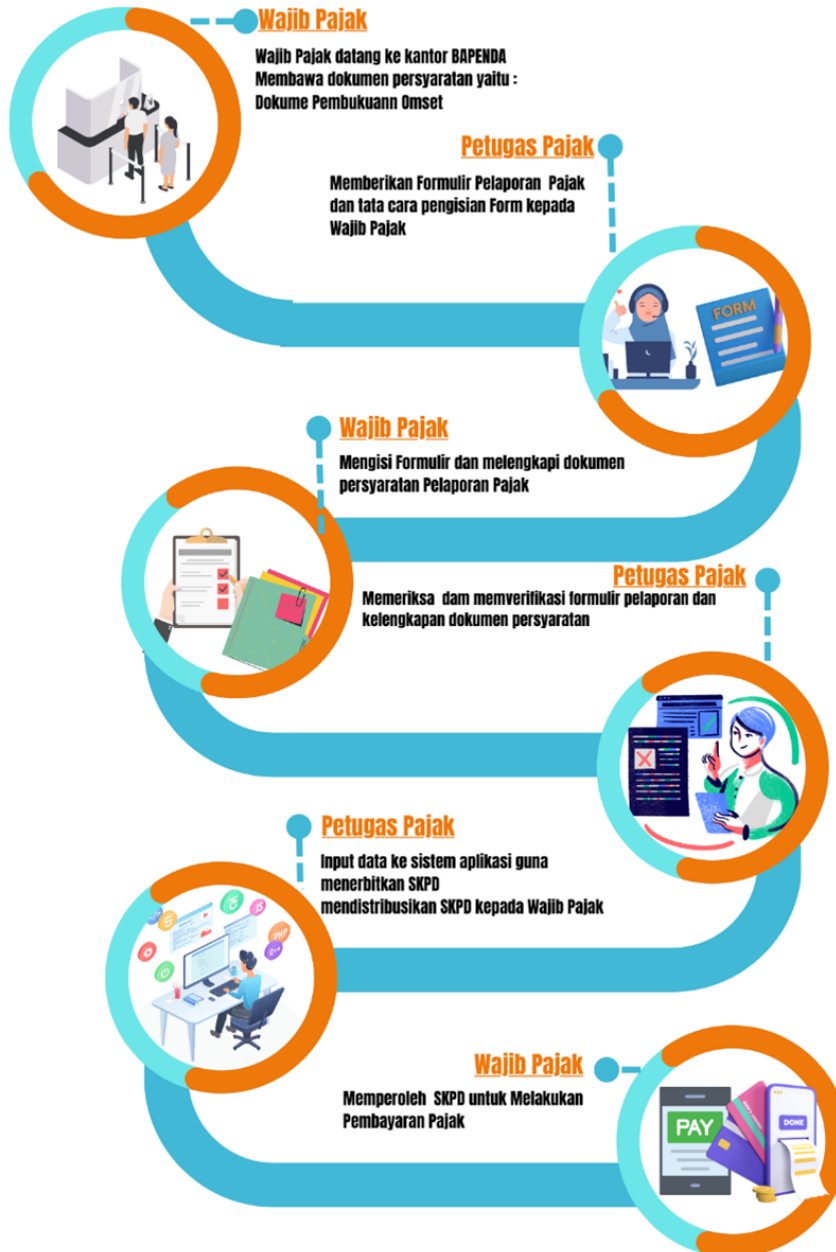 Wajib Pajak
Wajib Pajak datang ke kantor BAPENDA
Membawa dokumen persyaratan yaitu :
Dokume Pembukuann Omset
Petugas Pajak
Memberikan Formulir Pelaporan Pajak
dan tata cara pengisian Form kepada
Wajib Pajak
FORM
Wajib Pajak
Mengisi Formulir dan melengkapi dokumen
persyaratan Pelaporan Pajak
Petugas Pajak
Memeriksa dam memverifikasi formulir pelaporan dan
kelengkapan dokumen persyaratan
Petugas Pajak
Input data ke sistem aplikasi guna
menerbitkan SKPD
mendistribusikan SKPD kepada Wajib Pajak
JS
PHP
C++
Wajib Pajak
Memperoleh SKPD untuk Melakukan
Pembayaran Pajak
PAY
DONE